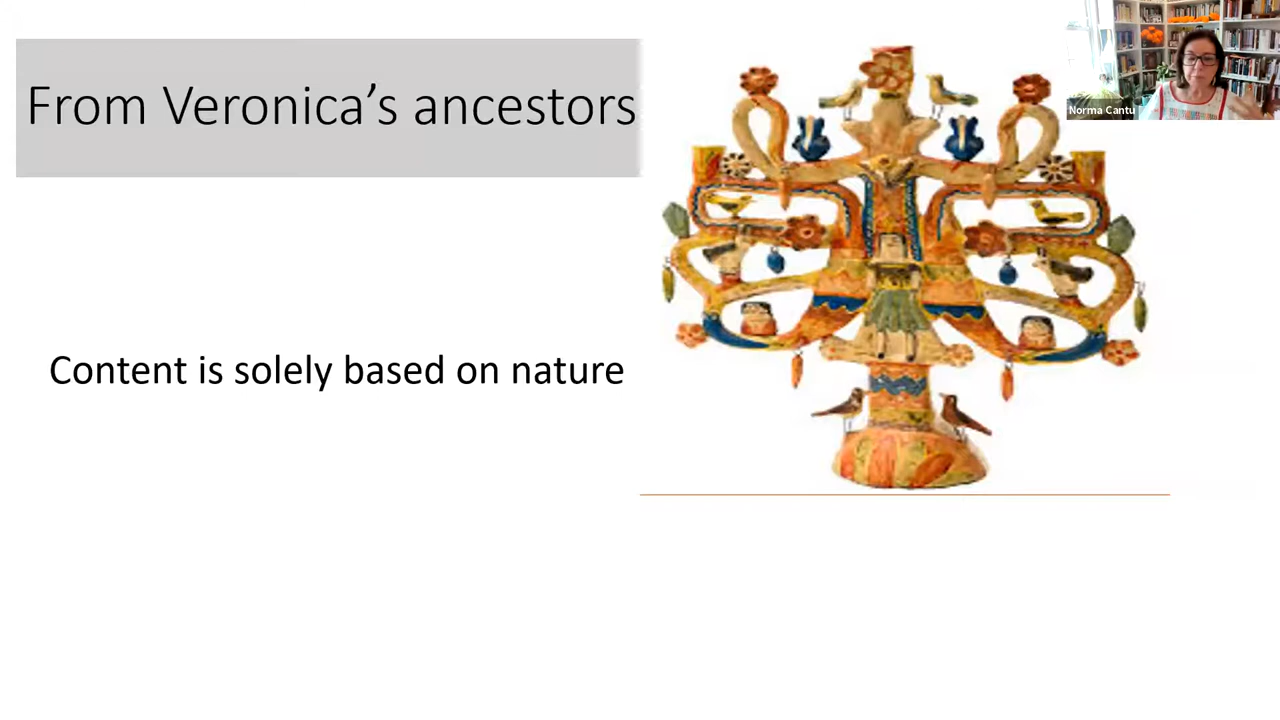 From Veronica's ancestors
Norma Cantu
Content is solely based on nature